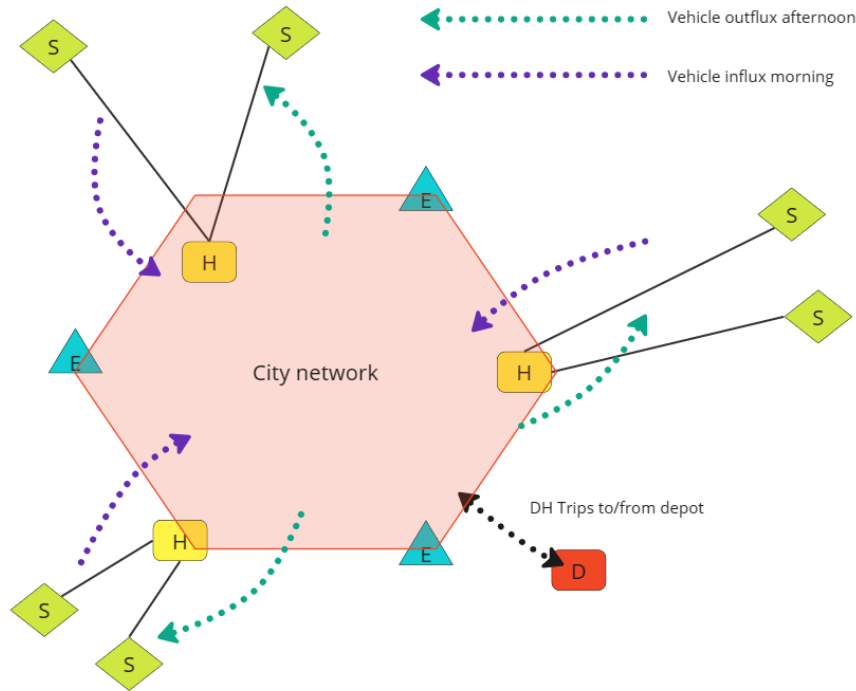 S
S
Vehicle outflux afternoon
Vehicle influx morning
E
S
H
S
E
City network
H
DH Trips to/from depot
H
E
D
S
S